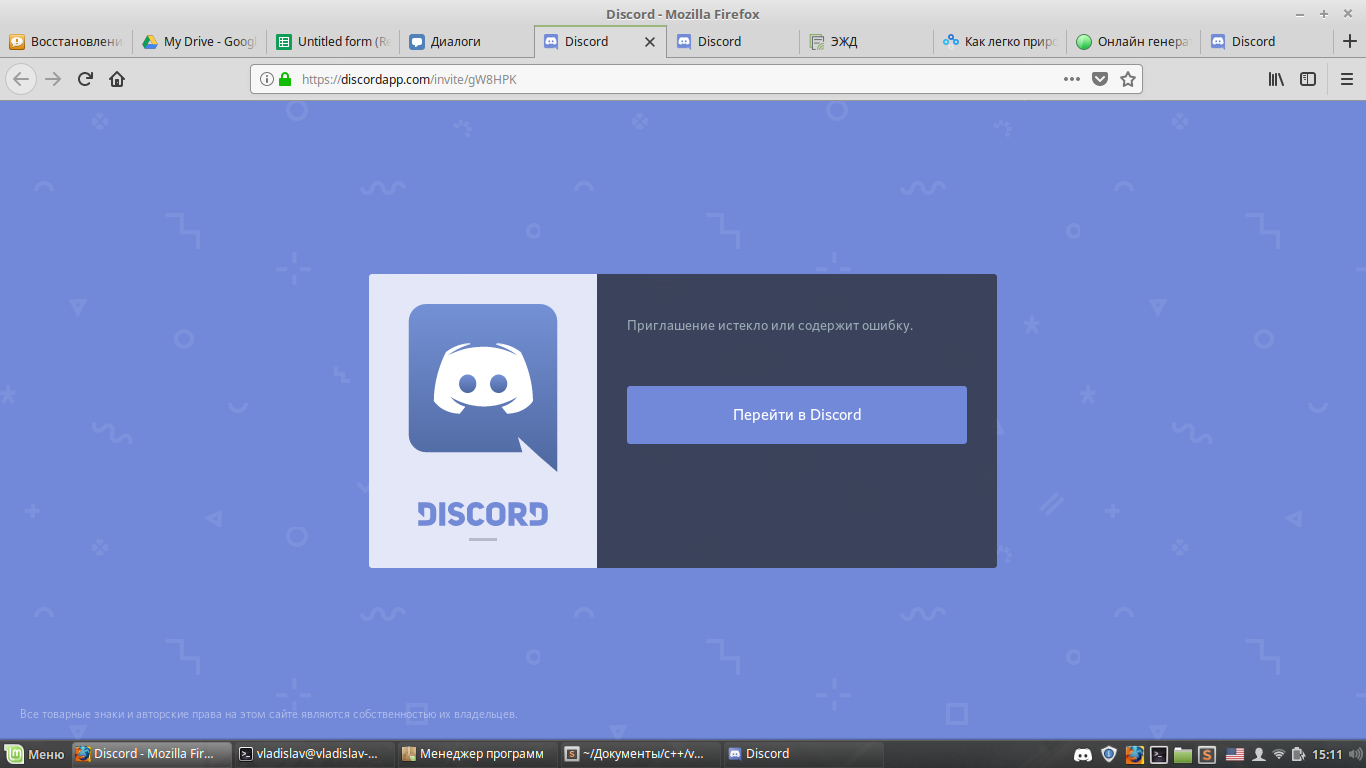 Discord - Mozilla Firefox
Восстановлени
My Drive - Googl
Untitled form (Re
Диалоги
Discord
Discord
ЭЖД
Как легко прирс
Онлайн генера
Discord
https://discordapp.com/invite/gW8HPK
Приглашение истекло или содержит ошибку.
Перейти в Discord
DISCORD
Все товарные знаки и авторские права на этом сайте являются собственностью их владельцев.
Меню
Discord - Mozilla Fir...
vladislav@vladislav-...
Менеджер программ
~/Документы/c++/v...
Discord
15:11